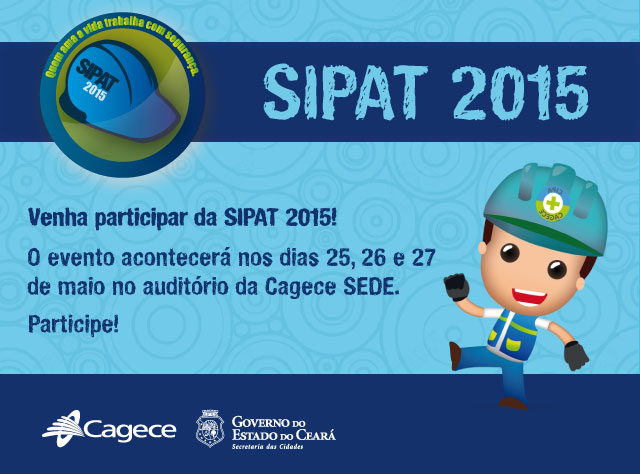 Quem ama a vida trabalha com segurança.
SIPAT
2015
SIPAT 2015
Venha participar da SIPAT 2015!
O evento acontecerá nos dias 25, 26 e 27
de maio no auditório da Cagece SEDE.
Participe!
CAGECE
Cagece
GOVERNO DO
ESTADO DO CEARÁ
Secretaria das Cidades